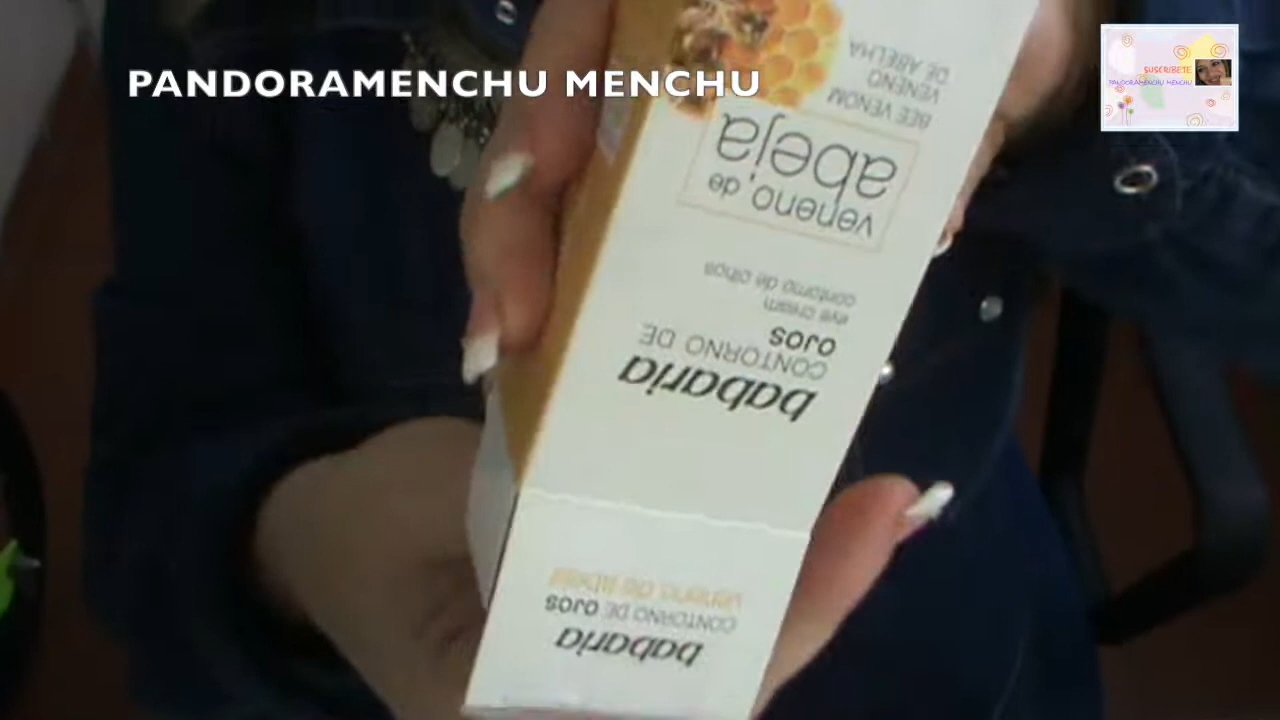 PANDORAMENCHU MENCHU
SUSCRIBETE
PANDORAMENCHU MENCHU
babaria
CONTORNO DE OJOS
veneno de abeja
babaria
CONTORNO DE
OJOS
eye cream
contorno de olhos
veneno de
abeja
BEE VENOM
VENENO
DE ABELHA